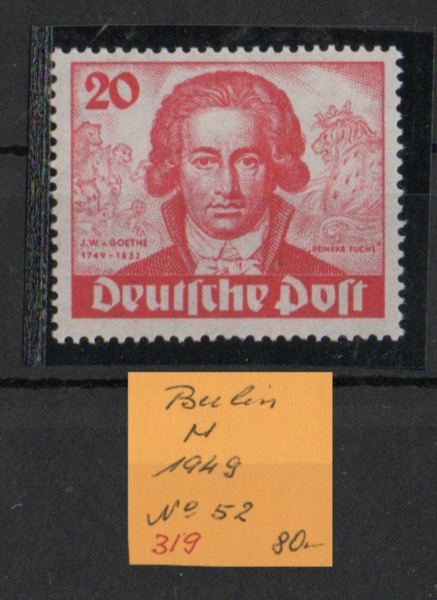 20
J.W.v.GOETHE
1749-1832
„REINEKE FUCHS“
Deutsche Post
Berlin
M
1949
No 52
319 80.-